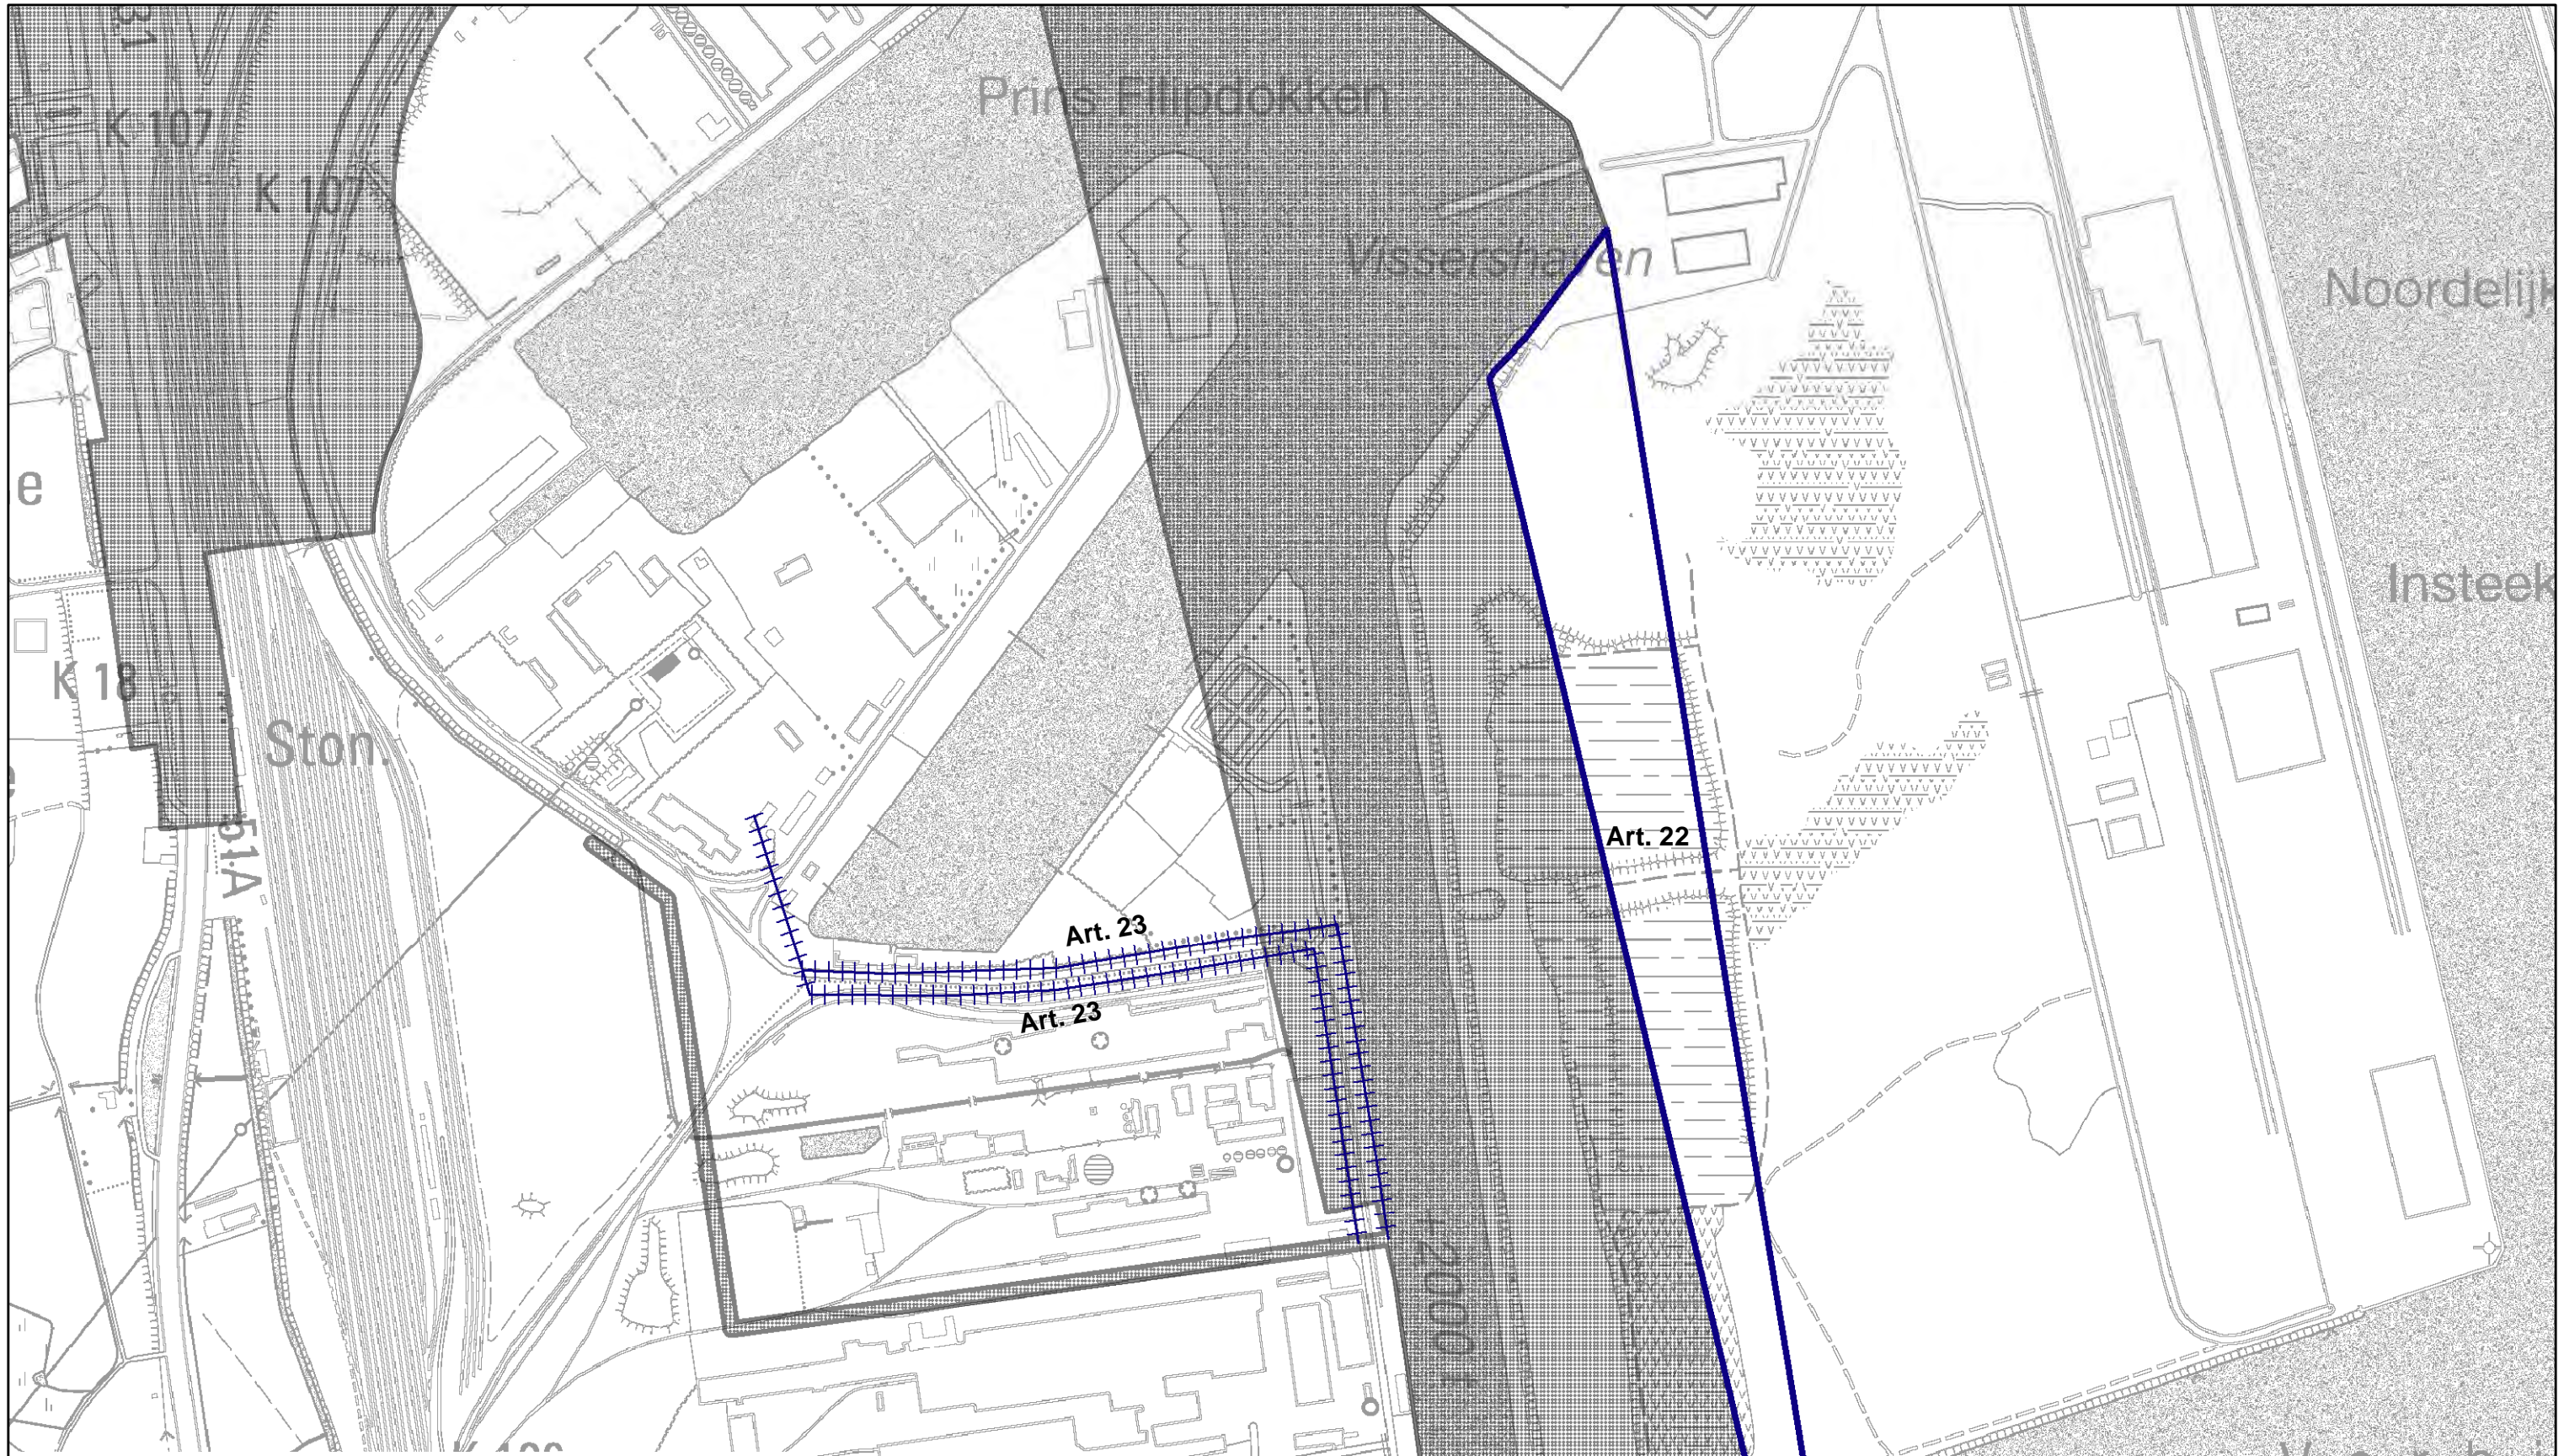 Prins Filipdokken
K 107
K 107
Vissershaven
Noordelijk
e
Insteek
K 18
Ston.
51A
Art. 22
Art. 23
Art. 23
+2000 t